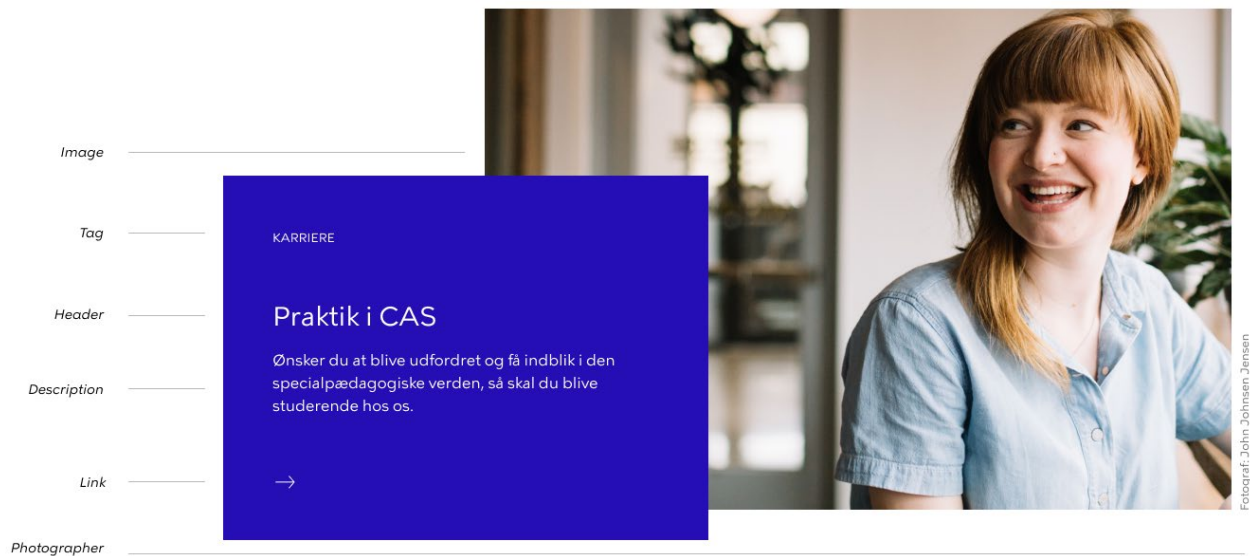 Image
Tag
KARRIERE
Header
Praktik i CAS
Description
Ønsker du at blive udfordret og få indblik i den
specialpædagogiske verden, så skal du blive
studerende hos os.
Link
Photographer
Fotograf: John Johnsen Jensen